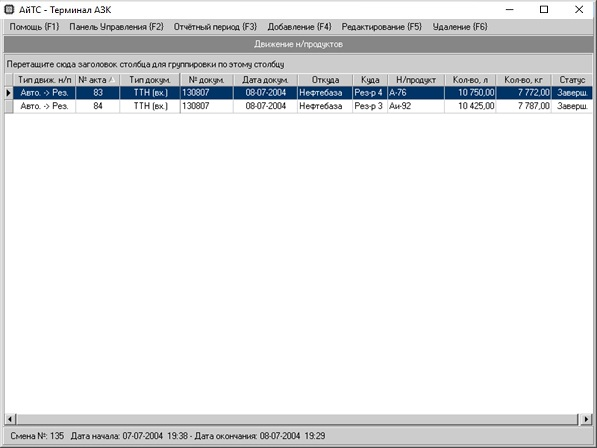 АйТС - Терминал АЗК
Помощь (F1) Панель Управления (F2) Отчётный период (F3) Добавление (F4) Редактирование (F5) Удаление (F6)
Движение н/продуктов
Перетащите сюда заголовок столбца для группировки по этому столбцу
Тип движ. н/п № акта Тип докум. № докум. Дата докум. Откуда Куда Н/продукт Кол-во, л Кол-во, кг Статус
Авто. -> Рез. 83 ТТН (вх.) 130807 08-07-2004 Нефтебаза Рез-р 4 А-76 10 750,00 7 772,00 Заверш.
Авто. -> Рез. 84 ТТН (вх.) 130807 08-07-2004 Нефтебаза Рез-р 3 Аи-92 10 425,00 7 787,00 Заверш.
Смена №: 135 Дата начала: 07-07-2004 19:38 - Дата окончания: 08-07-2004 19:29